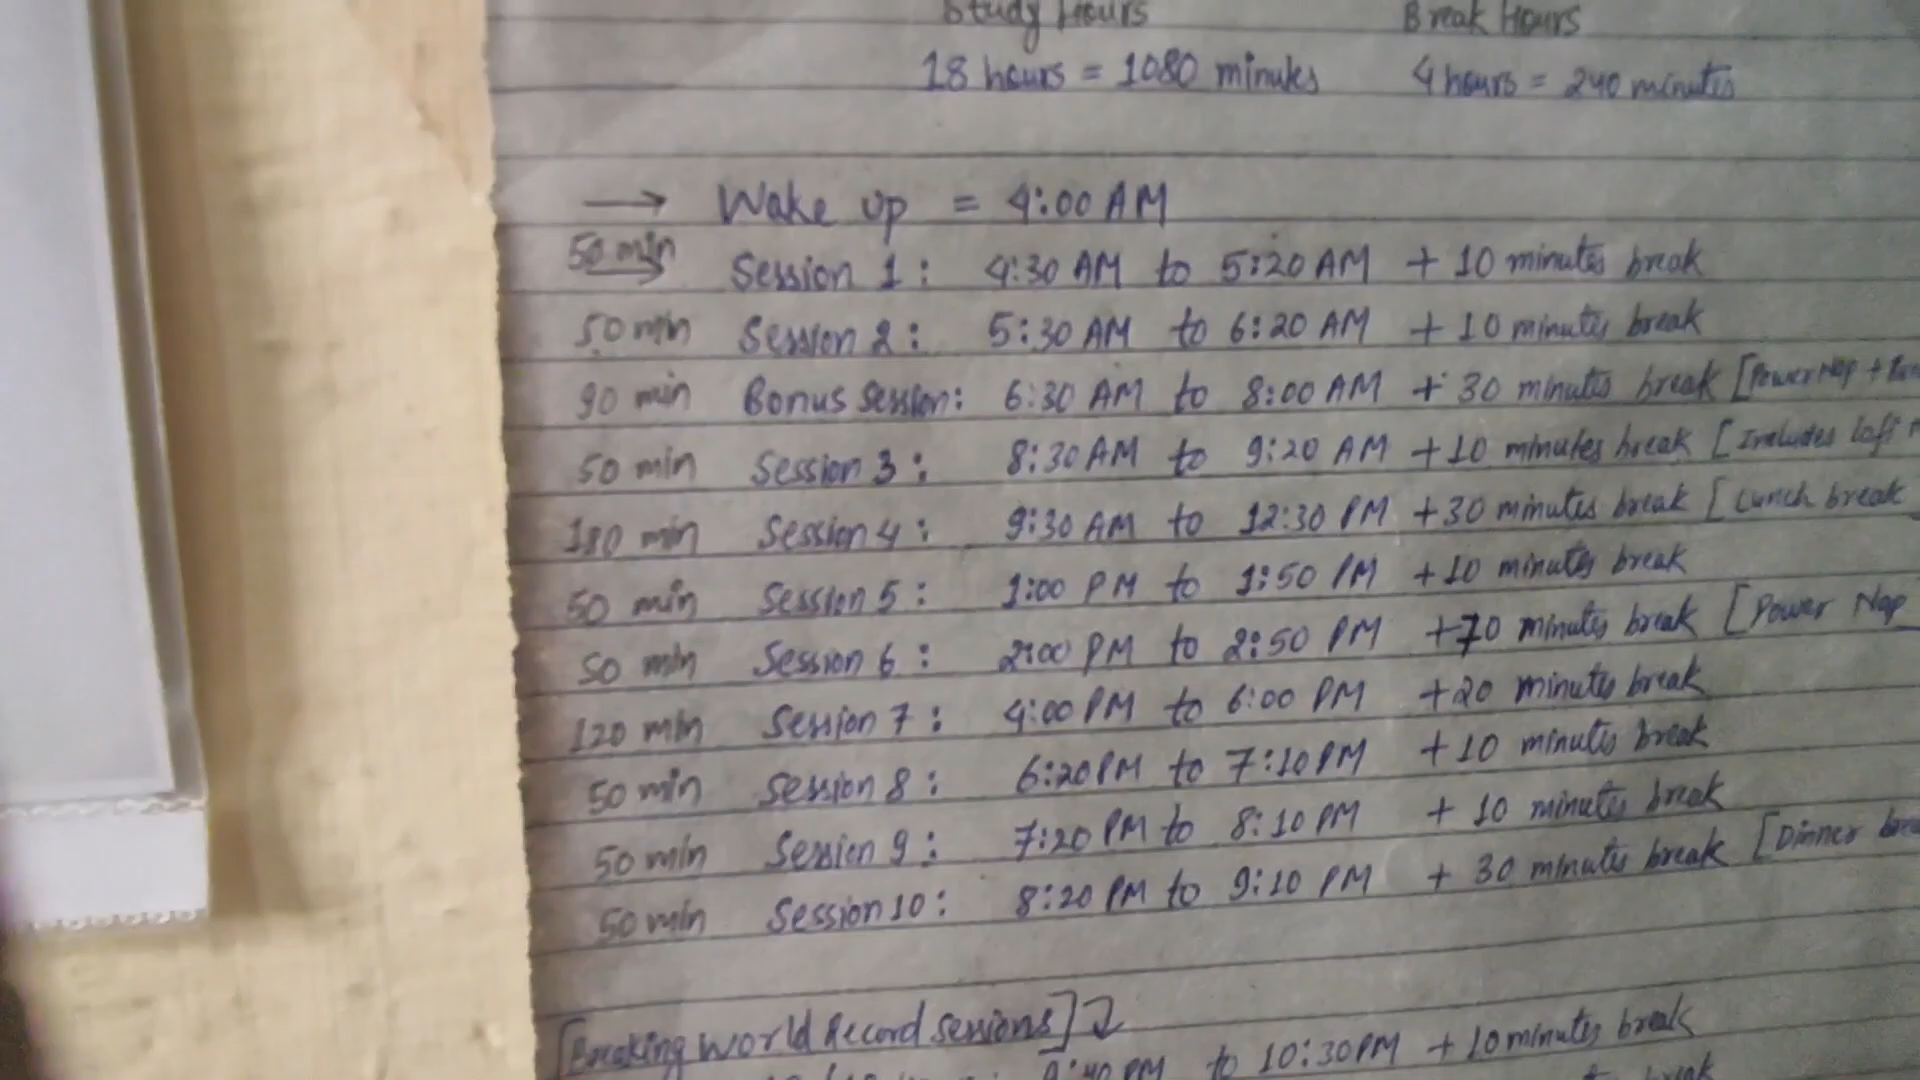 Study Hours Break Hours
18 hours = 1080 minutes 4 hours = 240 minutes
→ Wake up = 4:00 AM
50 min Session 1: 4:30 AM to 5:20 AM + 10 minutes break
50 min Session 2: 5:30 AM to 6:20 AM + 10 minutes break
90 min Bonus Session: 6:30 AM to 8:00 AM + 30 minutes break [Power Nap +
50 min Session 3: 8:30 AM to 9:20 AM + 10 minutes break [Includes lofi
180 min Session 4: 9:30 AM to 12:30 PM + 30 minutes break [Lunch break
50 min Session 5: 1:00 PM to 1:50 PM + 10 minutes break
50 min Session 6: 2:00 PM to 2:50 PM + 70 minutes break [Power Nap
120 min Session 7: 4:00 PM to 6:00 PM + 20 minutes break
50 min Session 8: 6:20 PM to 7:10 PM + 10 minutes break
50 min Session 9: 7:20 PM to 8:10 PM + 10 minutes break
50 min Session 10: 8:20 PM to 9:10 PM + 30 minutes break [Dinner
[Breaking World Record Sessions]
9:40 PM to 10:30 PM + 10 minutes break
break